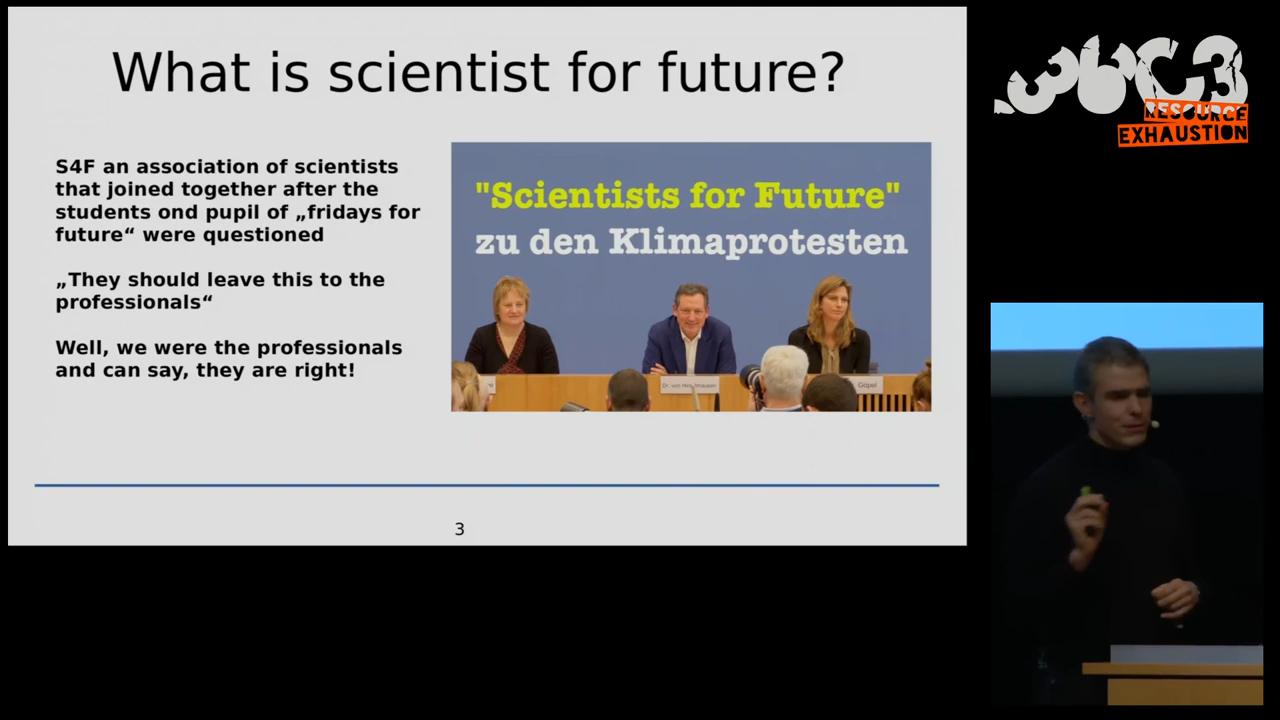 What is scientist for future?
S4F an association of scientists
that joined together after the
students ond pupil of „fridays for
future“ were questioned
„They should leave this to the
professionals“
Well, we were the professionals
and can say, they are right!
"Scientists for Future"
zu den Klimaprotesten
Göpel
3
36C3
RESOURCE
EXHAUSTION